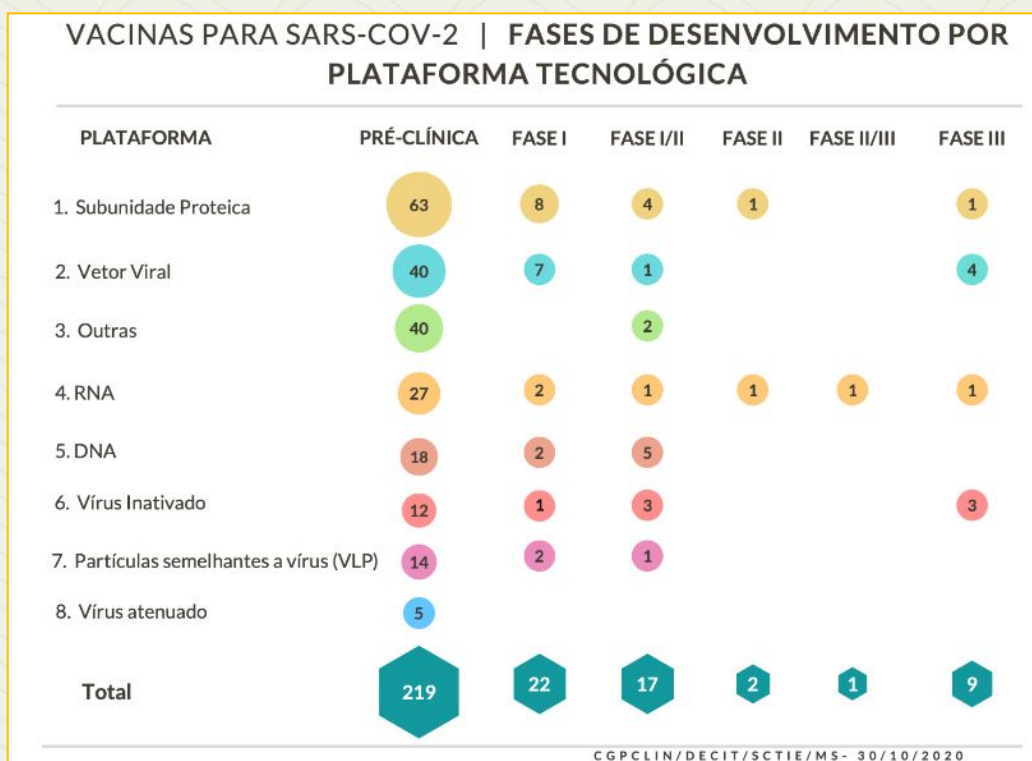 VACINAS PARA SARS-COV-2 | FASES DE DESENVOLVIMENTO POR
PLATAFORMA TECNOLÓGICA
PLATAFORMA PRÉ-CLÍNICA FASE I FASE I/II FASE II FASE II/III FASE III
1. Subunidade Proteica 63 8 4 1 1
2. Vetor Viral 40 7 1 4
3. Outras 40 2
4. RNA 27 2 1 1 1 1
5. DNA 18 2 5
6. Vírus Inativado 12 1 3 3
7. Partículas semelhantes a vírus (VLP) 14 2 1
8. Vírus atenuado 5
Total 219 22 17 2 1 9
CGPCLIN/DECIT/SCTIE/MS- 30/10/2020